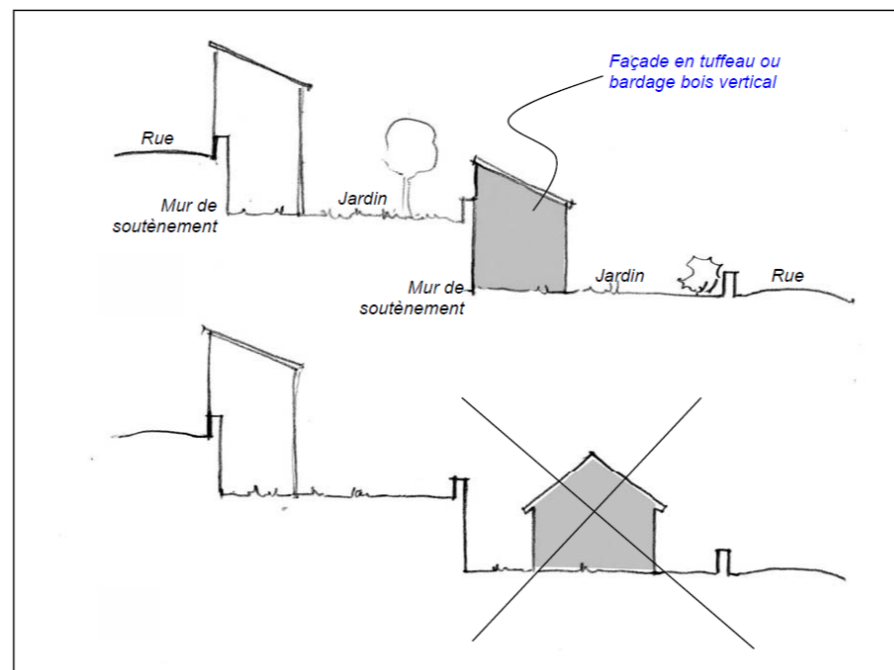 Façade en tuffeau ou
bardage bois vertical
Rue
Jardin
Mur de
soutènement
Jardin
Rue
Mur de
soutènement